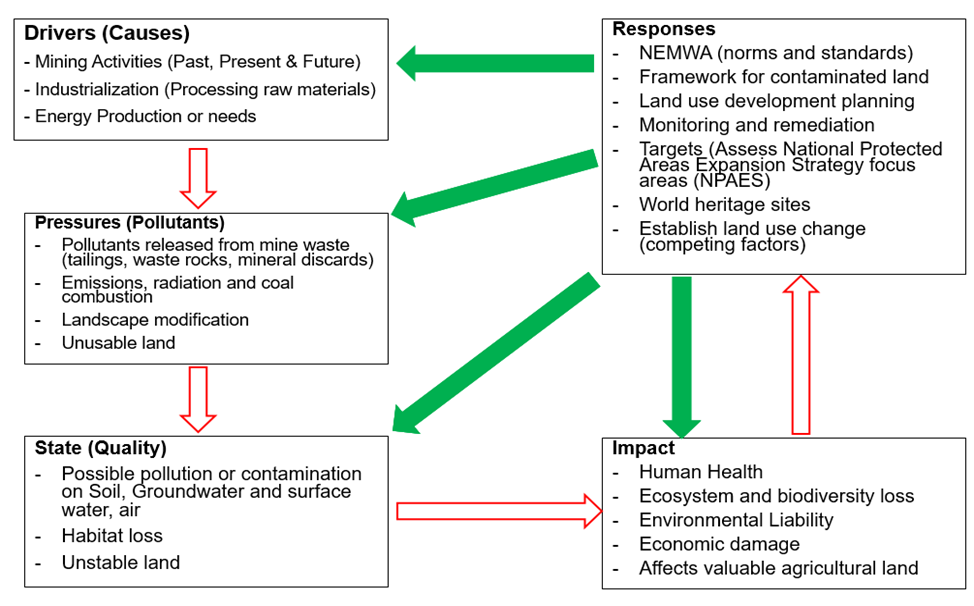 Drivers (Causes)
- Mining Activities (Past, Present & Future)
- Industrialization (Processing raw materials)
- Energy Production or needs
Pressures (Pollutants)
- Pollutants released from mine waste
(tailings, waste rocks, mineral discards)
- Emissions, radiation and coal
combustion
- Landscape modification
- Unusable land
State (Quality)
- Possible pollution or contamination
on Soil, Groundwater and surface
water, air
- Habitat loss
- Unstable land
Responses
- NEMWA (norms and standards)
- Framework for contaminated land
- Land use development planning
- Monitoring and remediation
- Targets (Assess National Protected
Areas Expansion Strategy focus
areas (NPAES)
- World heritage sites
- Establish land use change
(competing factors)
Impact
- Human Health
- Ecosystem and biodiversity loss
- Environmental Liability
- Economic damage
- Affects valuable agricultural land